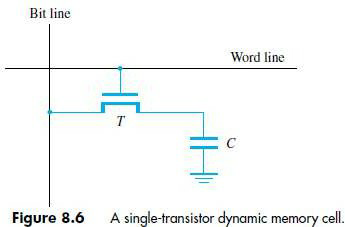 Bit line
Word line
T
C
Figure 8.6 A single-transistor dynamic memory cell.